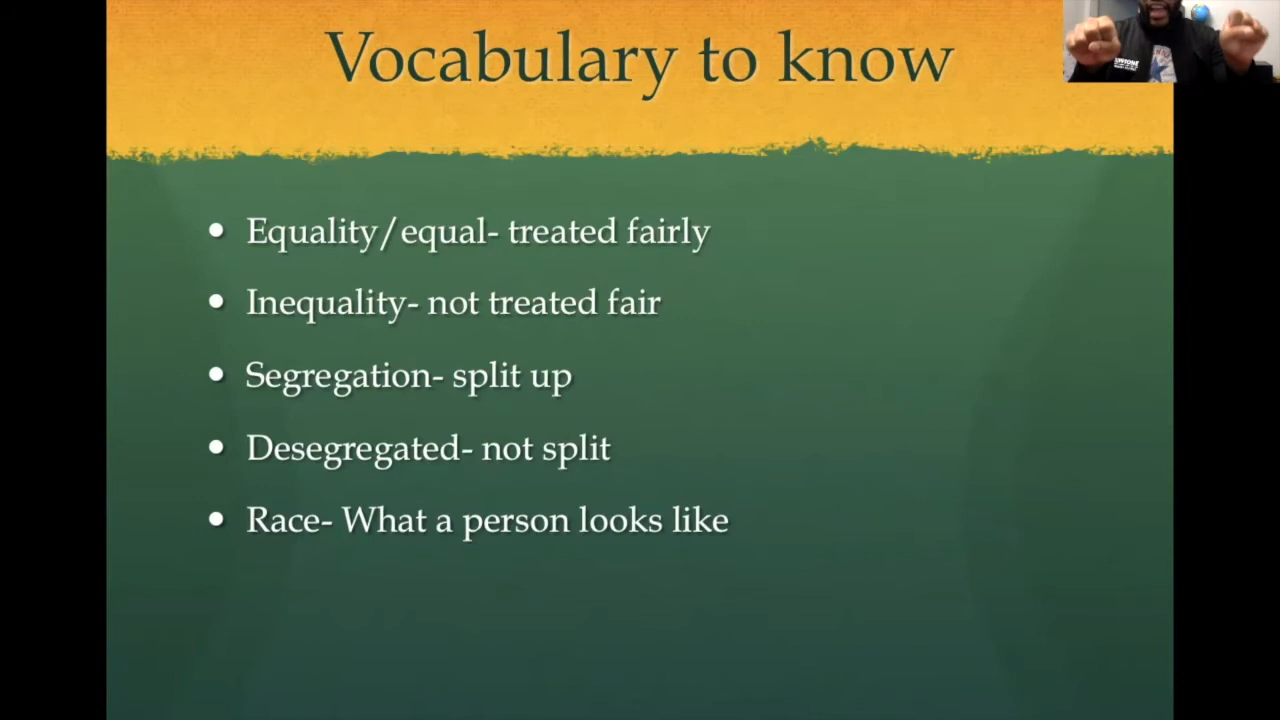 Vocabulary to know
• Equality/equal- treated fairly
• Inequality- not treated fair
• Segregation- split up
• Desegregated- not split
• Race- What a person looks like